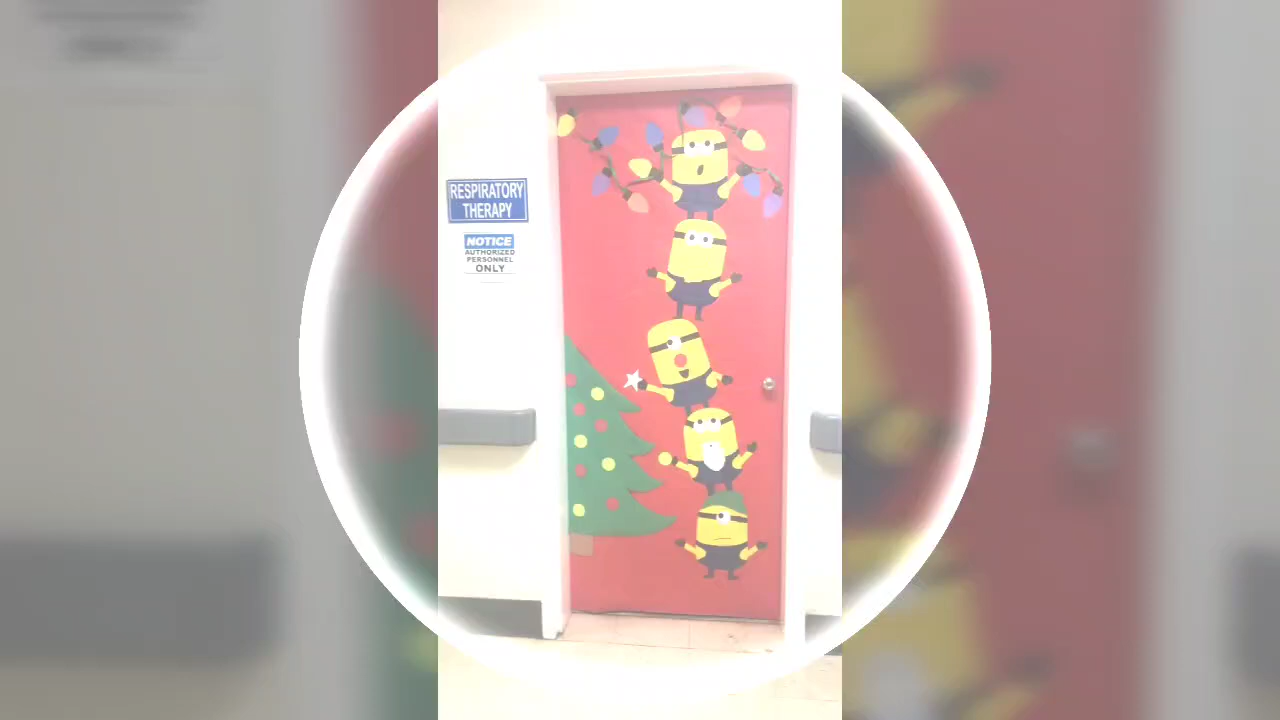 RESPIRATORY
THERAPY
NOTICE
AUTHORIZED
PERSONNEL
ONLY